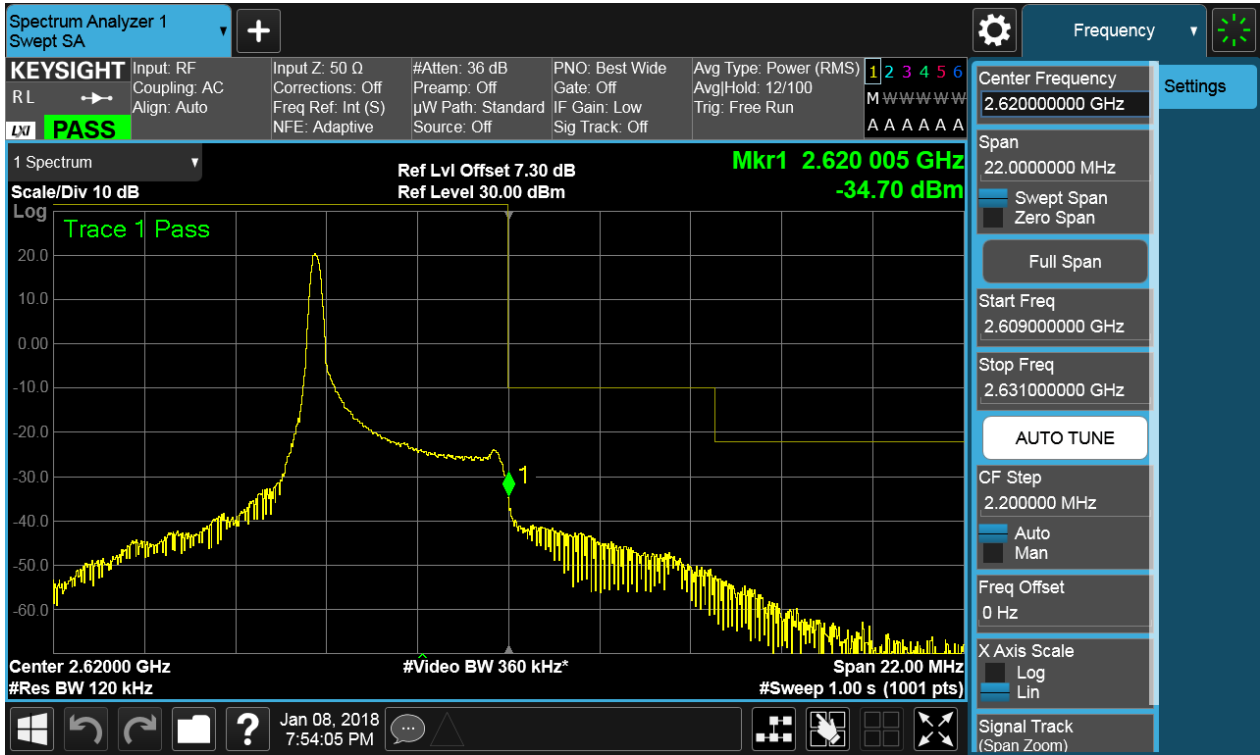 Spectrum Analyzer 1
Swept SA
+
Frequency
KEYSIGHT
R L
LXI PASS
Input: RF
Coupling: AC
Align: Auto
Input Z: 50 Ω
Corrections: Off
Freq Ref: Int (S)
NFE: Adaptive
#Atten: 36 dB
Preamp: Off
µW Path: Standard
Source: Off
PNO: Best Wide
Gate: Off
IF Gain: Low
Sig Track: Off
Avg Type: Power (RMS)
Avg|Hold: 12/100
Trig: Free Run
1 2 3 4 5 6
M W W W W W
A A A A A A
1 Spectrum
Scale/Div 10 dB
Ref Lvl Offset 7.30 dB
Ref Level 30.00 dBm
Mkr1 2.620 005 GHz
-34.70 dBm
Log
Trace 1 Pass
20.0
10.0
0.00
-10.0
-20.0
-30.0
-40.0
-50.0
-60.0
1
Center 2.62000 GHz
#Video BW 360 kHz*
Span 22.00 MHz
#Res BW 120 kHz
#Sweep 1.00 s (1001 pts)
Center Frequency
2.620000000 GHz
Settings
Span
22.0000000 MHz
Swept Span
Zero Span
Full Span
Start Freq
2.609000000 GHz
Stop Freq
2.631000000 GHz
AUTO TUNE
CF Step
2.200000 MHz
Auto
Man
Freq Offset
0 Hz
X Axis Scale
Log
Lin
Signal Track
(Span Zoom)
?
Jan 08, 2018
7:54:05 PM